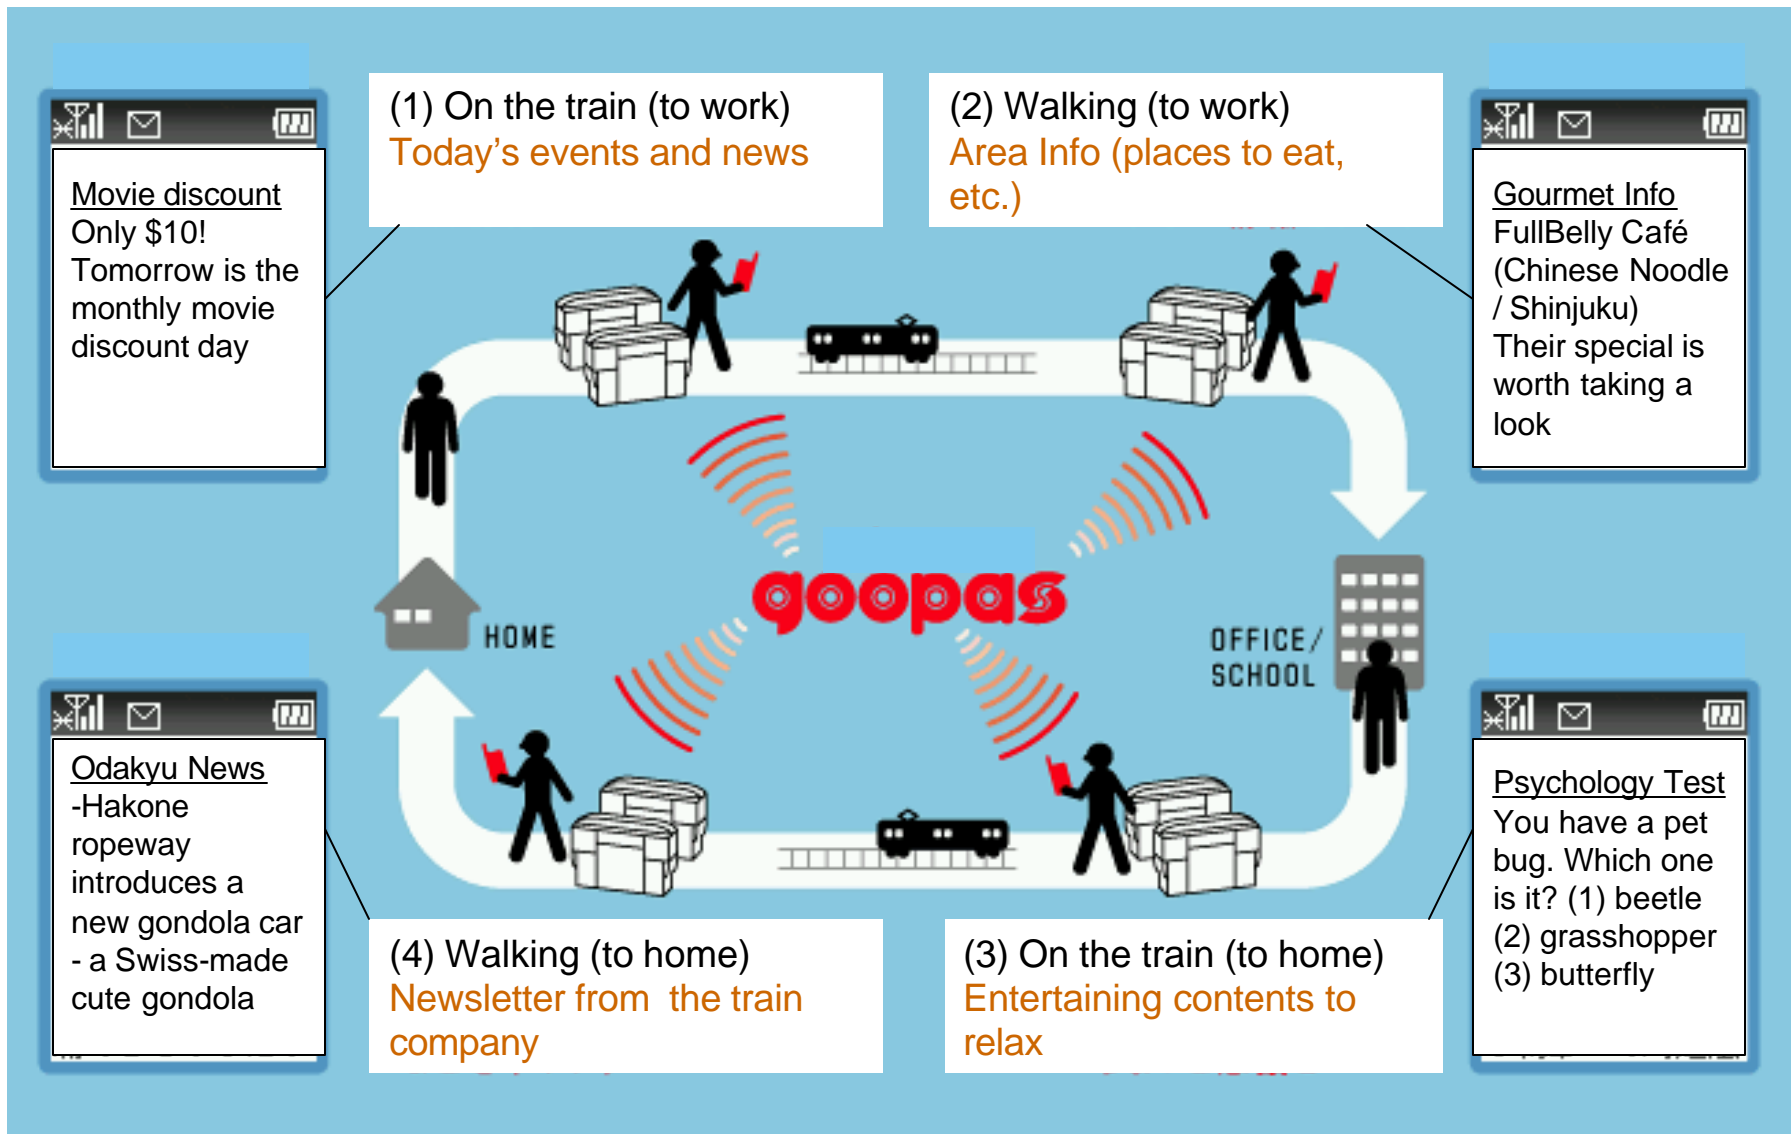 (1) On the train (to work)
Today's events and news
(2) Walking (to work)
Area Info (places to eat,
etc.)
Movie discount
Only $10!
Tomorrow is the
monthly movie
discount day
Gourmet Info
FullBelly Café
(Chinese Noodle
/ Shinjuku)
Their special is
worth taking a
look
goopas
HOME
OFFICE/
SCHOOL
Odakyu News
-Hakone
ropeway
introduces a
new gondola car
- a Swiss-made
cute gondola
Psychology Test
You have a pet
bug. Which one
is it? (1) beetle
(2) grasshopper
(3) butterfly
(4) Walking (to home)
Newsletter from  the train
company
(3) On the train (to home)
Entertaining contents to
relax